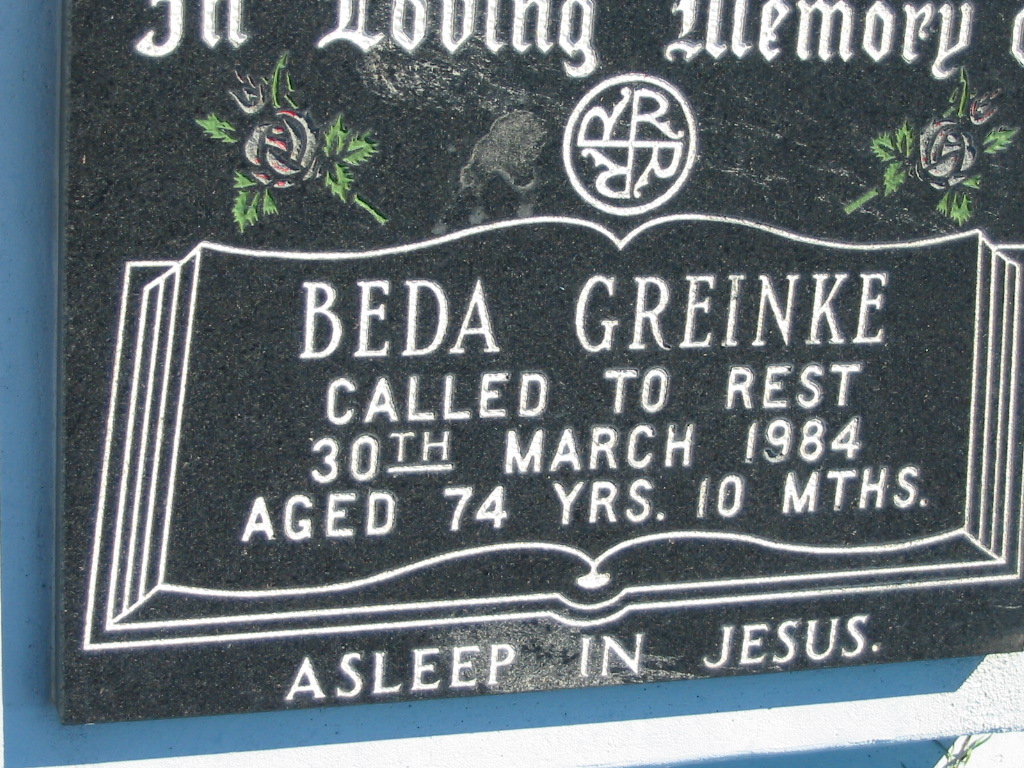 In Loving Memory
R R R R
BEDA GREINKE
CALLED TO REST
30TH MARCH 1984
AGED 74 YRS. 10 MTHS.
ASLEEP IN JESUS.